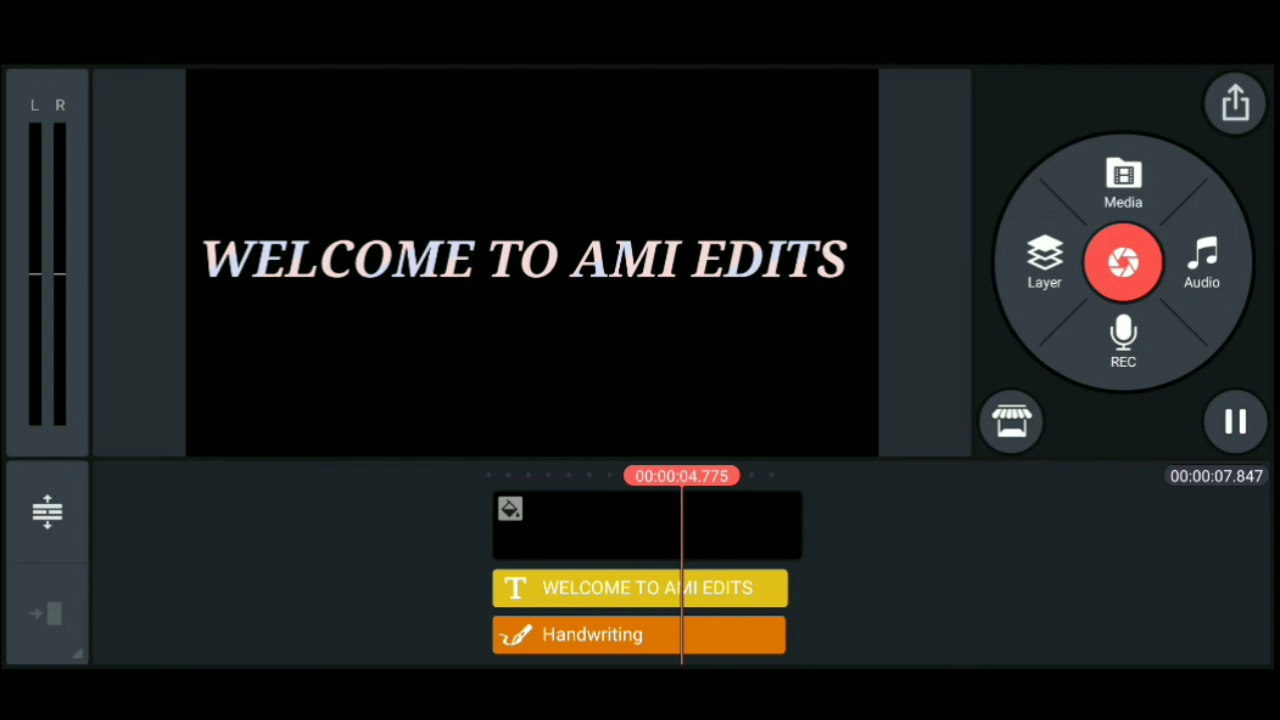 L R
WELCOME TO AMI EDITS
Media
Layer
Audio
REC
00:00:04.775
00:00:07.847
T WELCOME TO AMI EDITS
Handwriting